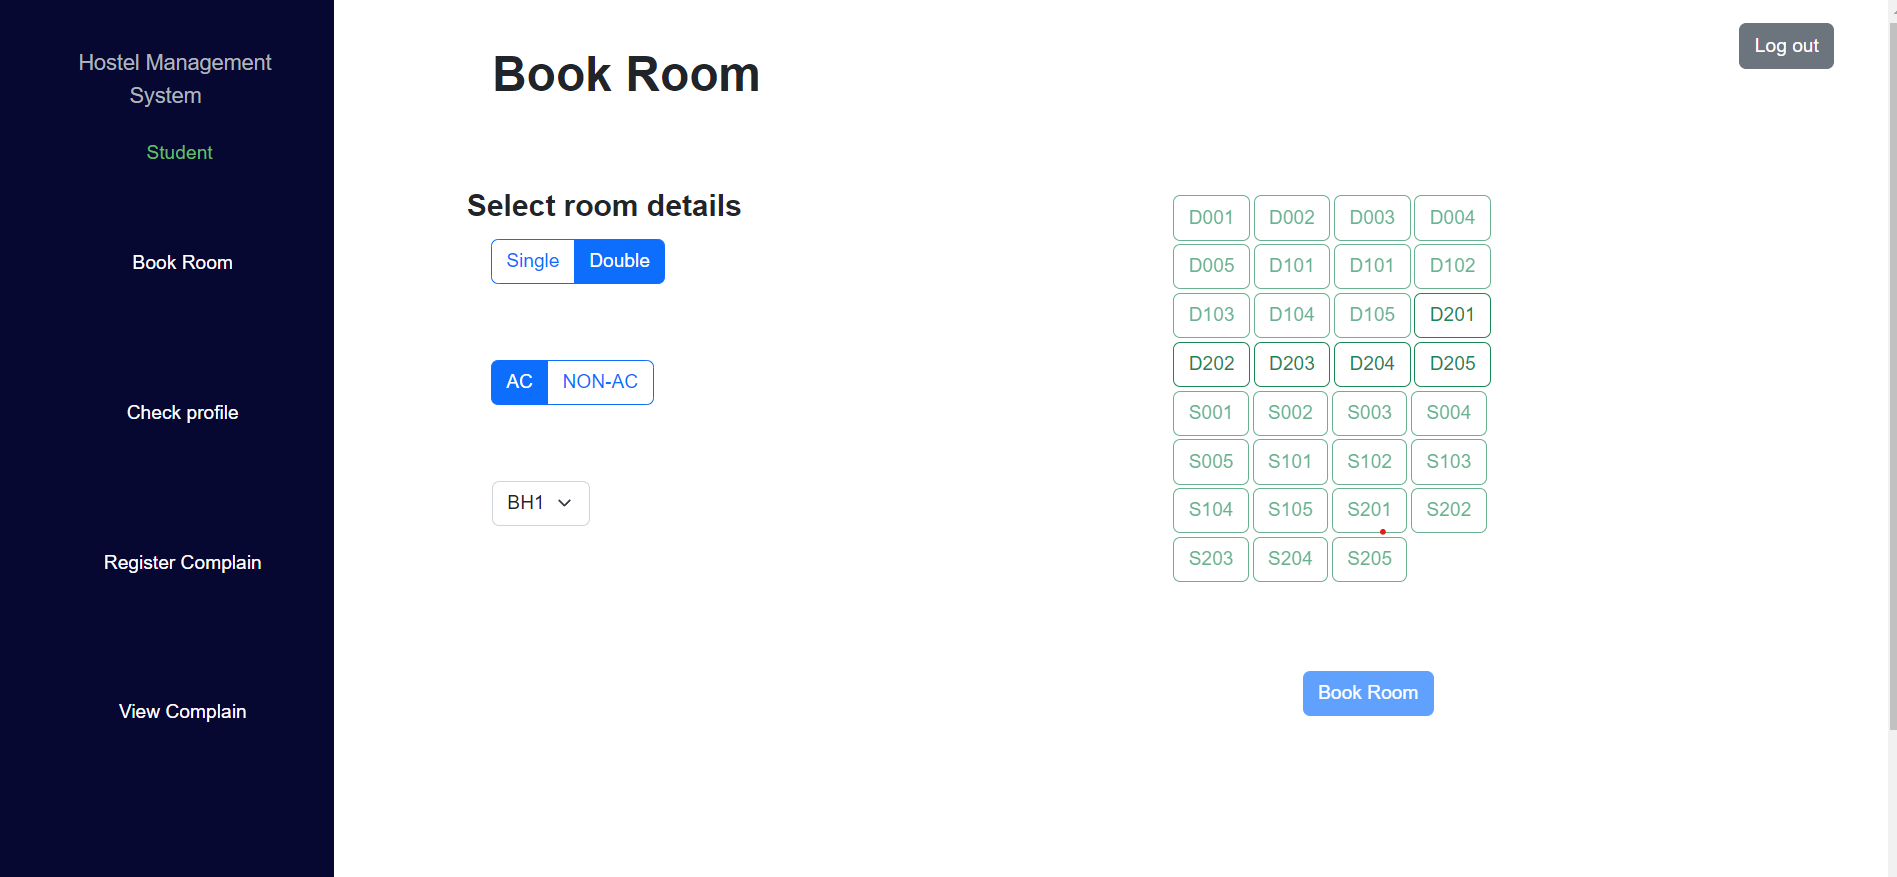 Hostel Management
System
Student
Book Room
Check profile
Register Complain
View Complain
Log out
Book Room
Select room details
Single Double
AC NON-AC
BH1
D001 D002 D003 D004
D005 D101 D101 D102
D103 D104 D105 D201
D202 D203 D204 D205
S001 S002 S003 S004
S005 S101 S102 S103
S104 S105 S201 S202
S203 S204 S205
Book Room